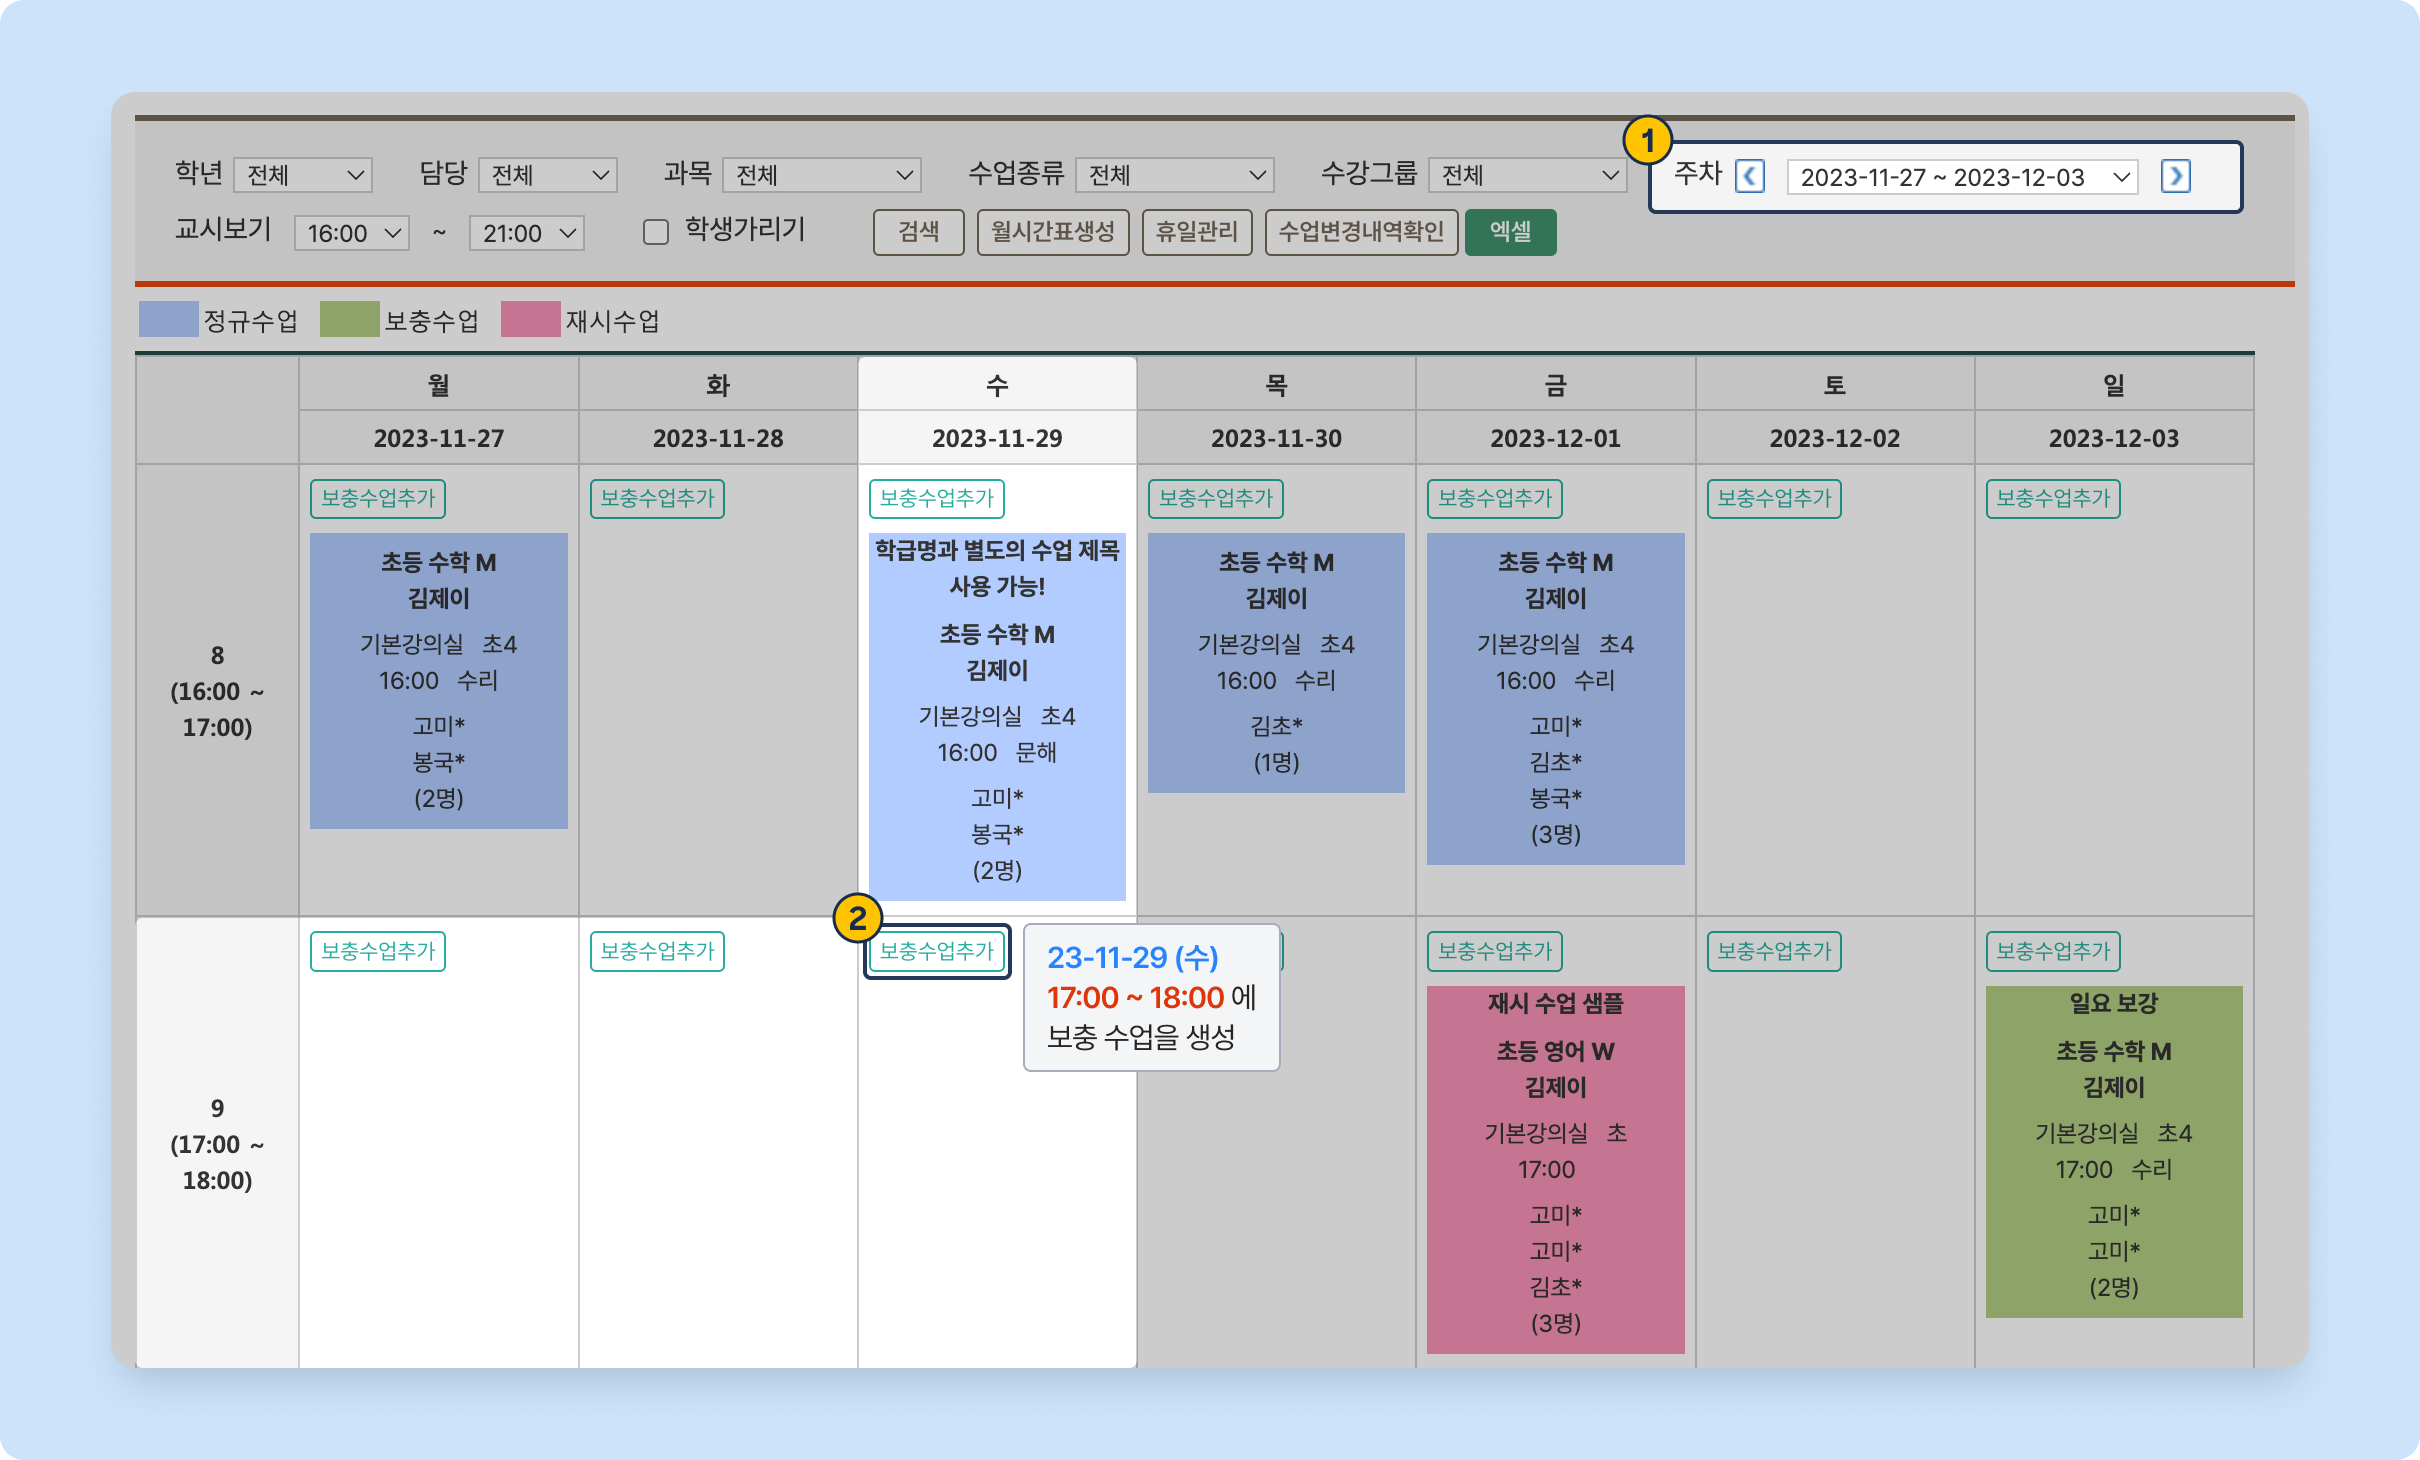 1
학년 전체 담당 전체 과목 전체 수업종류 전체 수강그룹 전체 주차 2023-11-27 ~ 2023-12-03
교시보기 16:00 ~ 21:00 학생가리기 검색 월시간표생성 휴일관리 수업변경내역확인 엑셀
정규수업 보충수업 재시수업
월 화 수 목 금 토 일
2023-11-27 2023-11-28 2023-11-29 2023-11-30 2023-12-01 2023-12-02 2023-12-03
8
(16:00 ~
17:00)
보충수업추가
초등 수학 M
김제이
기본강의실 초4
16:00 수리
고미*
봉국*
(2명)
보충수업추가
보충수업추가
학급명과 별도의 수업 제목
사용 가능!
초등 수학 M
김제이
기본강의실 초4
16:00 문해
고미*
봉국*
(2명)
보충수업추가
초등 수학 M
김제이
기본강의실 초4
16:00 수리
김초*
(1명)
보충수업추가
초등 수학 M
김제이
기본강의실 초4
16:00 수리
고미*
김초*
봉국*
(3명)
보충수업추가
보충수업추가
9
(17:00 ~
18:00)
보충수업추가
보충수업추가
2
보충수업추가
23-11-29 (수)
17:00 ~ 18:00 에
보충 수업을 생성
보충수업추가
재시 수업 샘플
초등 영어 W
김제이
기본강의실 초
17:00
고미*
고미*
김초*
(3명)
보충수업추가
보충수업추가
일요 보강
초등 수학 M
김제이
기본강의실 초4
17:00 수리
고미*
고미*
(2명)